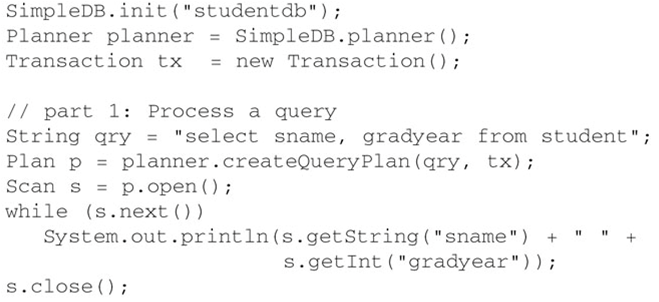 SimpleDB.init("studentdb");
Planner planner = SimpleDB.planner();
Transaction tx  = new Transaction();

// part 1: Process a query
String qry = "select sname, gradyear from student";
Plan p = planner.createQueryPlan(qry, tx);
Scan s = p.open();
while (s.next())
   System.out.println(s.getString("sname") + " " +
                      s.getInt("gradyear"));
s.close();